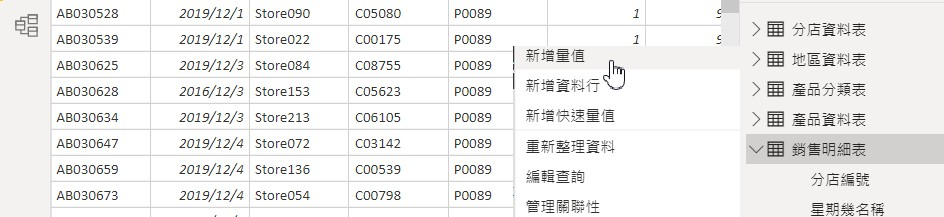 AB030528 2019/12/1 Store090 C05080 P0089 1 9
AB030539 2019/12/1 Store022 C00175 P0089 1
AB030625 2019/12/3 Store084 C08755 P0089
AB030628 2016/12/3 Store153 C05623 P0089
AB030634 2019/12/3 Store213 C06105 P0089
AB030647 2019/12/4 Store072 C03142 P0089
AB030659 2019/12/4 Store136 C00539 P0089
AB030673 2019/12/4 Store054 C00798 P0089
新增量值
新增資料行
新增快速量值
重新整理資料
編輯查詢
管理關聯性
分店資料表
地區資料表
產品分類表
產品資料表
銷售明細表
分店編號
星期幾名稱